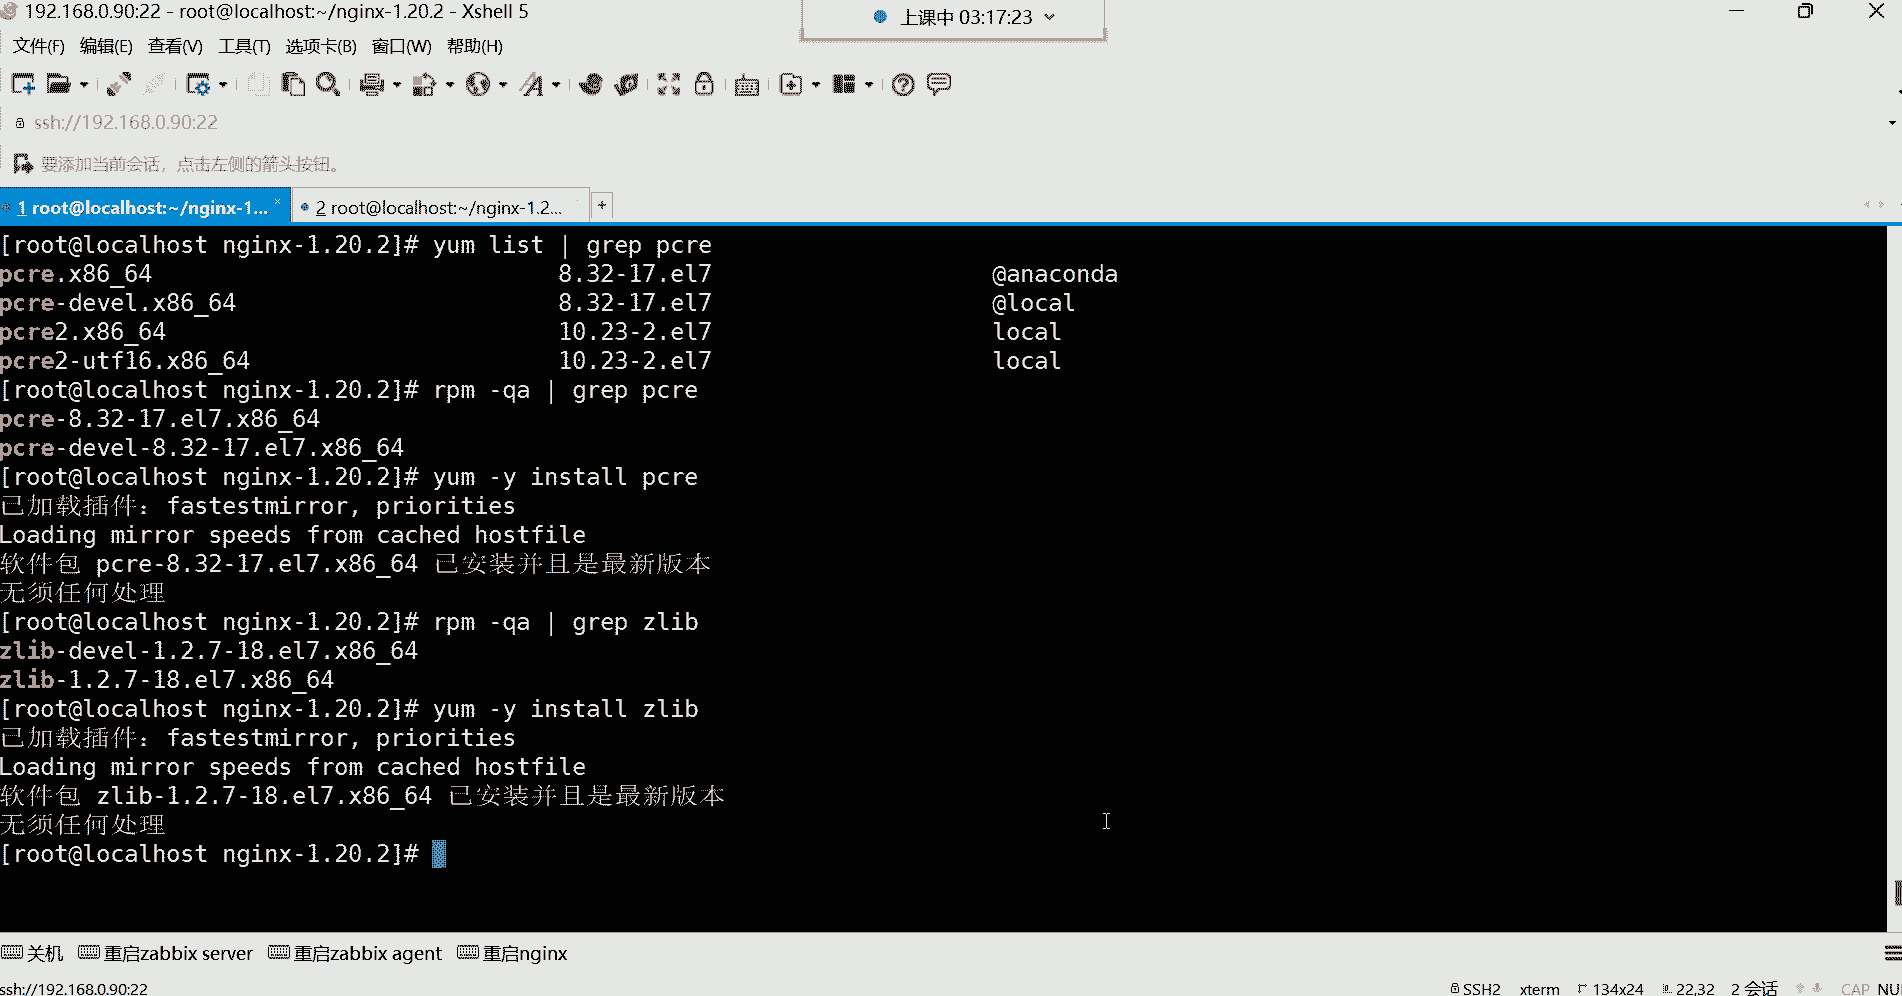 192.168.0.90:22 - root@localhost:~/nginx-1.20.2 - Xshell 5
上课中 03:17:23
文件(F) 编辑(E) 查看(V) 工具(T) 选项卡(B) 窗口(W) 帮助(H)
ssh://192.168.0.90:22
要添加当前会话，点击左侧的箭头按钮。
1 root@localhost:~/nginx-1... 2 root@localhost:~/nginx-1.2... +
[root@localhost nginx-1.20.2]# yum list | grep pcre
pcre.x86_64 8.32-17.el7 @anaconda
pcre-devel.x86_64 8.32-17.el7 @local
pcre2.x86_64 10.23-2.el7 local
pcre2-utf16.x86_64 10.23-2.el7 local
[root@localhost nginx-1.20.2]# rpm -qa | grep pcre
pcre-8.32-17.el7.x86_64
pcre-devel-8.32-17.el7.x86_64
[root@localhost nginx-1.20.2]# yum -y install pcre
已加载插件：fastestmirror, priorities
Loading mirror speeds from cached hostfile
软件包 pcre-8.32-17.el7.x86_64 已安装并且是最新版本
无须任何处理
[root@localhost nginx-1.20.2]# rpm -qa | grep zlib
zlib-devel-1.2.7-18.el7.x86_64
zlib-1.2.7-18.el7.x86_64
[root@localhost nginx-1.20.2]# yum -y install zlib
已加载插件：fastestmirror, priorities
Loading mirror speeds from cached hostfile
软件包 zlib-1.2.7-18.el7.x86_64 已安装并且是最新版本
无须任何处理
[root@localhost nginx-1.20.2]#
关机 重启zabbix server 重启zabbix agent 重启nginx
ssh://192.168.0.90:22 SSH2 xterm 134x24 22,32 2 会话 CAP NU